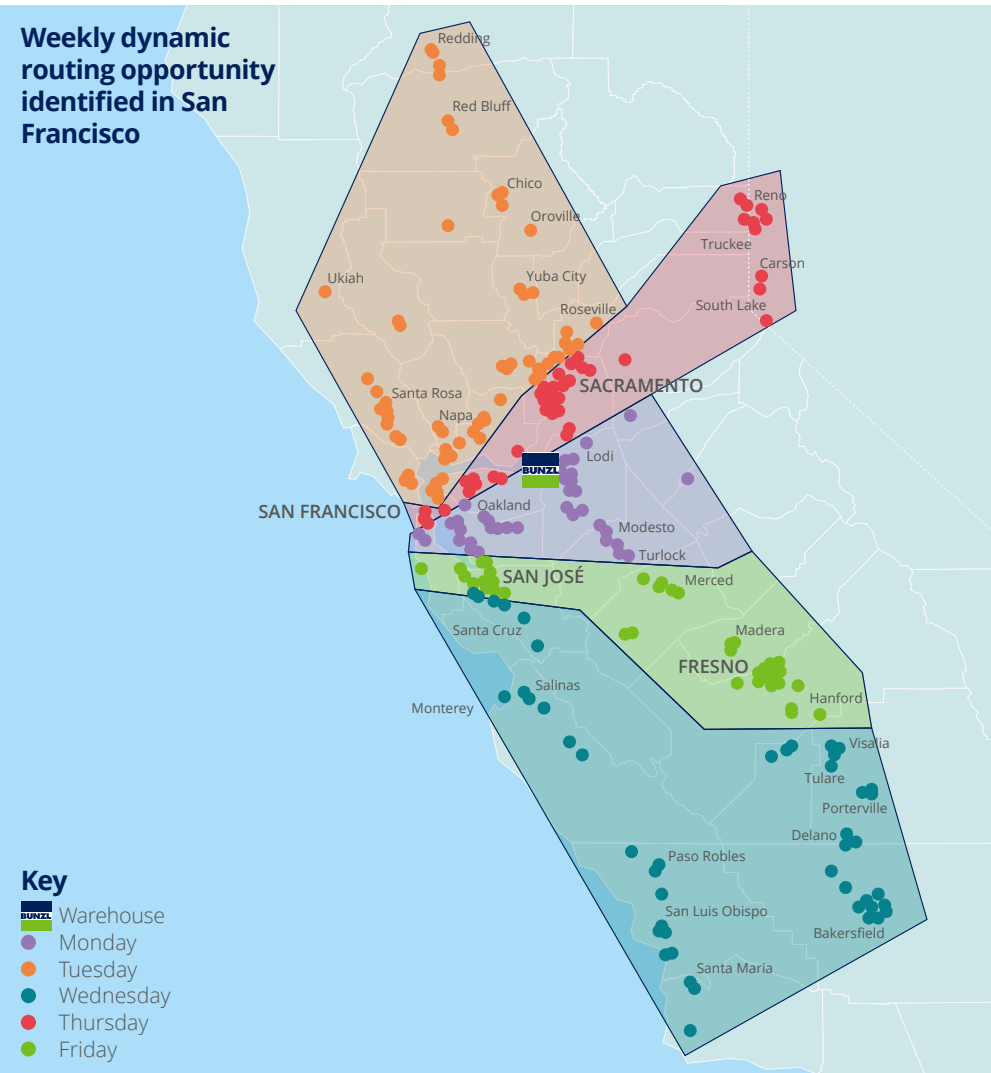 Weekly dynamic
routing opportunity
identified in San
Francisco
Redding
Red Bluff
Chico
Oroville
Reno
Truckee
Carson
South Lake
Ukiah
Yuba City
Roseville
SACRAMENTO
Santa Rosa
Napa
Lodi
BUNZL
SAN FRANCISCO
Oakland
Modesto
Turlock
SAN JOSÉ
Merced
Santa Cruz
Madera
FRESNO
Salinas
Hanford
Monterey
Visalia
Tulare
Porterville
Delano
Paso Robles
San Luis Obispo
Bakersfield
Santa Maria
Key
BUNZL Warehouse
Monday
Tuesday
Wednesday
Thursday
Friday